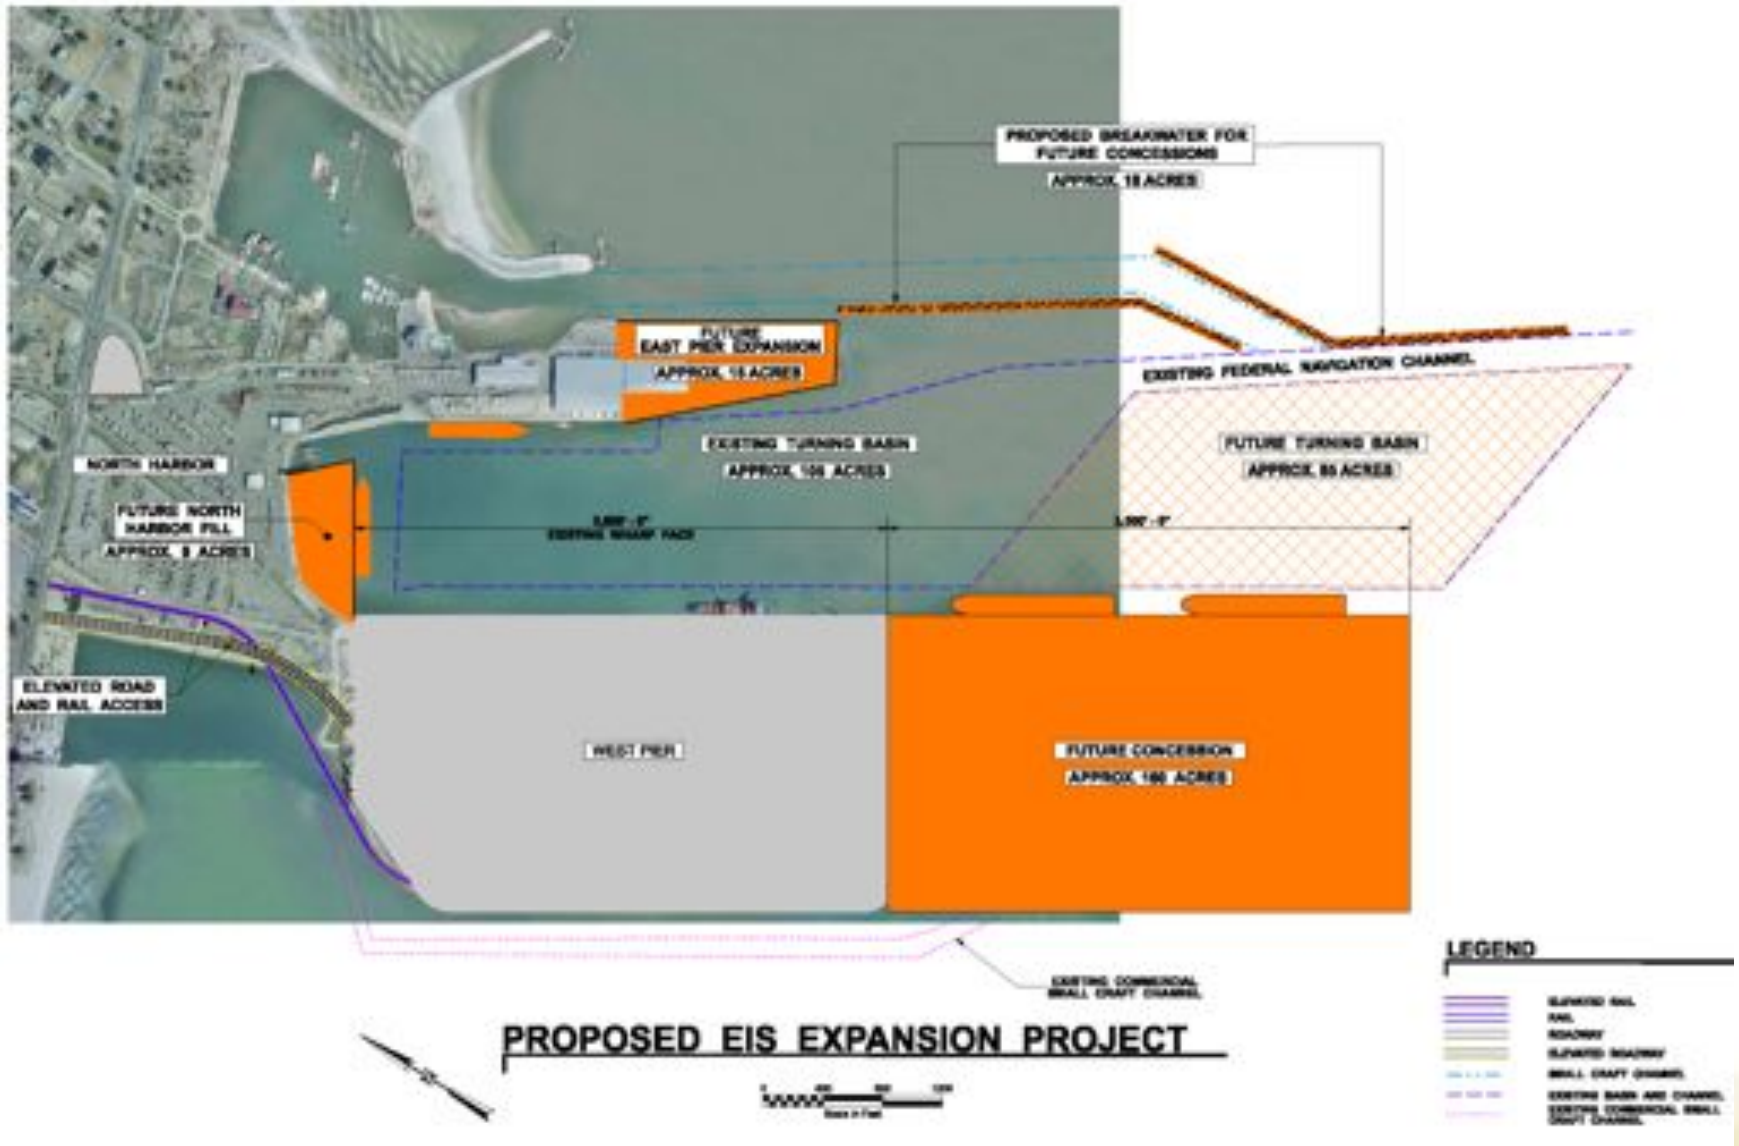 PROPOSED BREAKWATER FOR
FUTURE CONCESSIONS
APPROX. ACRES
FUTURE
EAST PIER EXPANSION
APPROX. 15 ACRES
EXISTING FEDERAL NAVIGATION CHANNEL
EXISTING TURNING BASIN
APPROX. ACRES
FUTURE TURNING BASIN
APPROX. ACRES
NORTH HARBOR
FUTURE NORTH
HARBOR FILL
APPROX. ACRES
EXISTING WHARF FACE
ELEVATED ROAD
AND RAIL ACCESS
WEST PIER
FUTURE CONCESSION
APPROX. 160 ACRES
EXISTING COMMERCIAL
SMALL CRAFT CHANNEL
PROPOSED EIS EXPANSION PROJECT
Scale in Feet
LEGEND
ELEVATED RAIL
RAIL
ROADWAY
ELEVATED ROADWAY
SMALL CRAFT CHANNEL
EXISTING BASIN AND CHANNEL
EXISTING COMMERCIAL SMALL
CRAFT CHANNEL